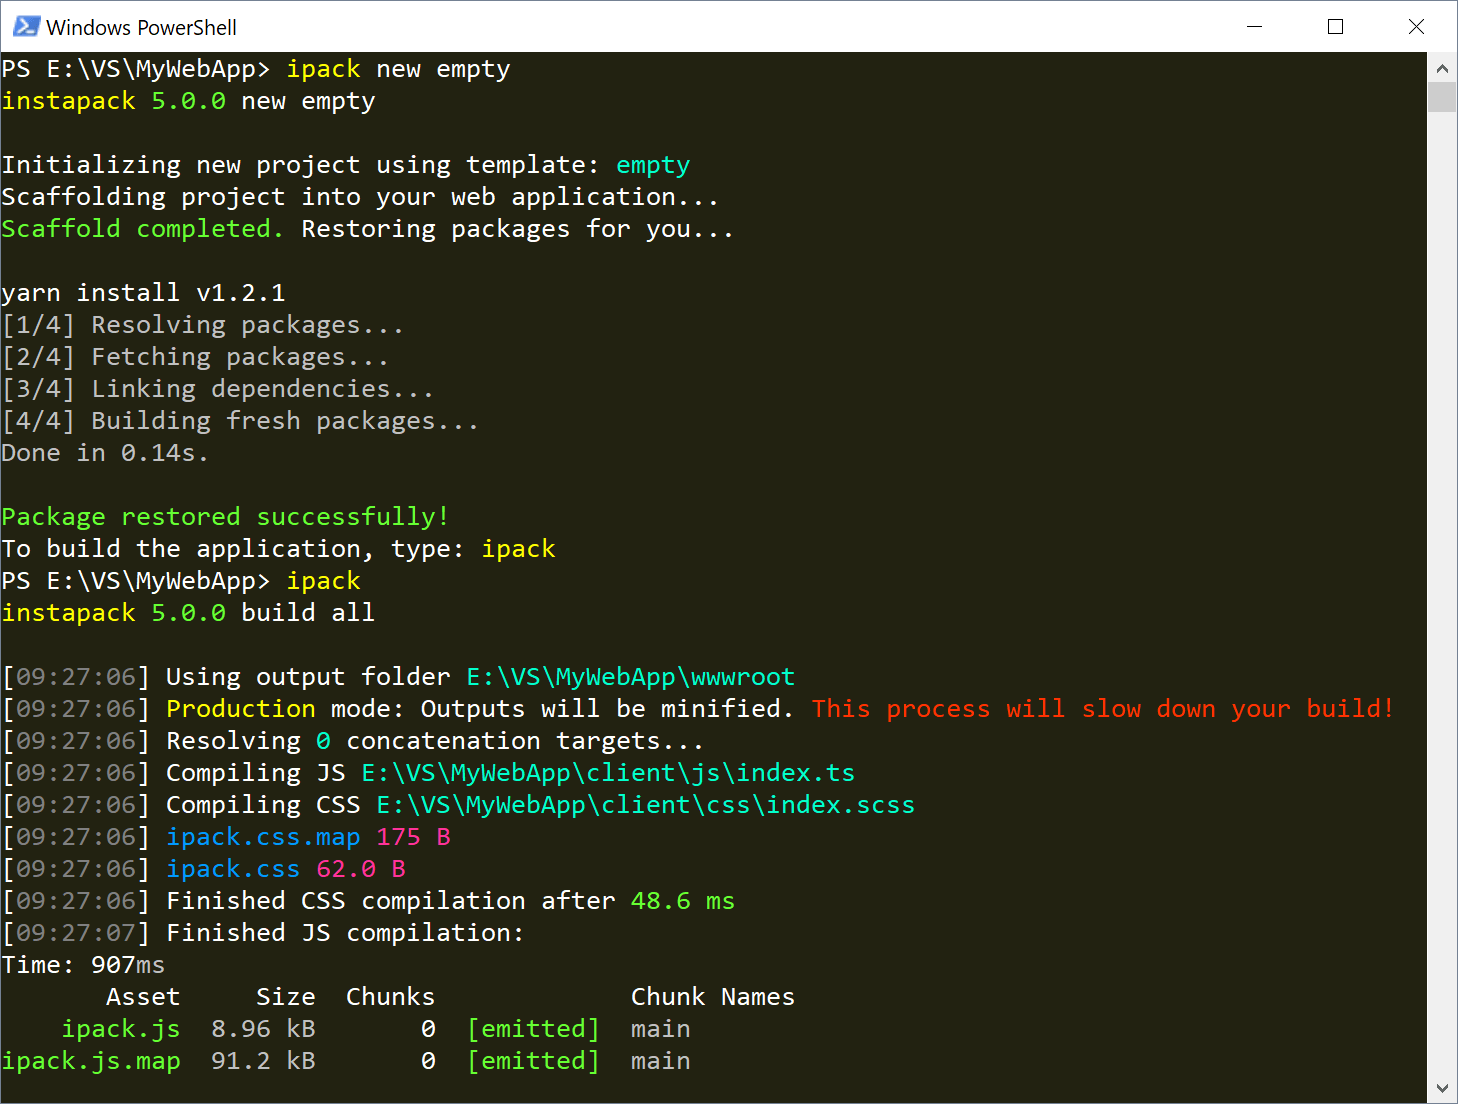 Windows PowerShell
PS E:\VS\MyWebApp> ipack new empty
instapack 5.0.0 new empty
Initializing new project using template: empty
Scaffolding project into your web application...
Scaffold completed. Restoring packages for you...
yarn install v1.2.1
[1/4] Resolving packages...
[2/4] Fetching packages...
[3/4] Linking dependencies...
[4/4] Building fresh packages...
Done in 0.14s.
Package restored successfully!
To build the application, type: ipack
PS E:\VS\MyWebApp> ipack
instapack 5.0.0 build all
[09:27:06] Using output folder E:\VS\MyWebApp\wwwroot
[09:27:06] Production mode: Outputs will be minified. This process will slow down your build!
[09:27:06] Resolving 0 concatenation targets...
[09:27:06] Compiling JS E:\VS\MyWebApp\client\js\index.ts
[09:27:06] Compiling CSS E:\VS\MyWebApp\client\css\index.scss
[09:27:06] ipack.css.map 175 B
[09:27:06] ipack.css 62.0 B
[09:27:06] Finished CSS compilation after 48.6 ms
[09:27:07] Finished JS compilation:
Time: 907ms
Asset Size Chunks Chunk Names
ipack.js 8.96 kB 0 [emitted] main
ipack.js.map 91.2 kB 0 [emitted] main